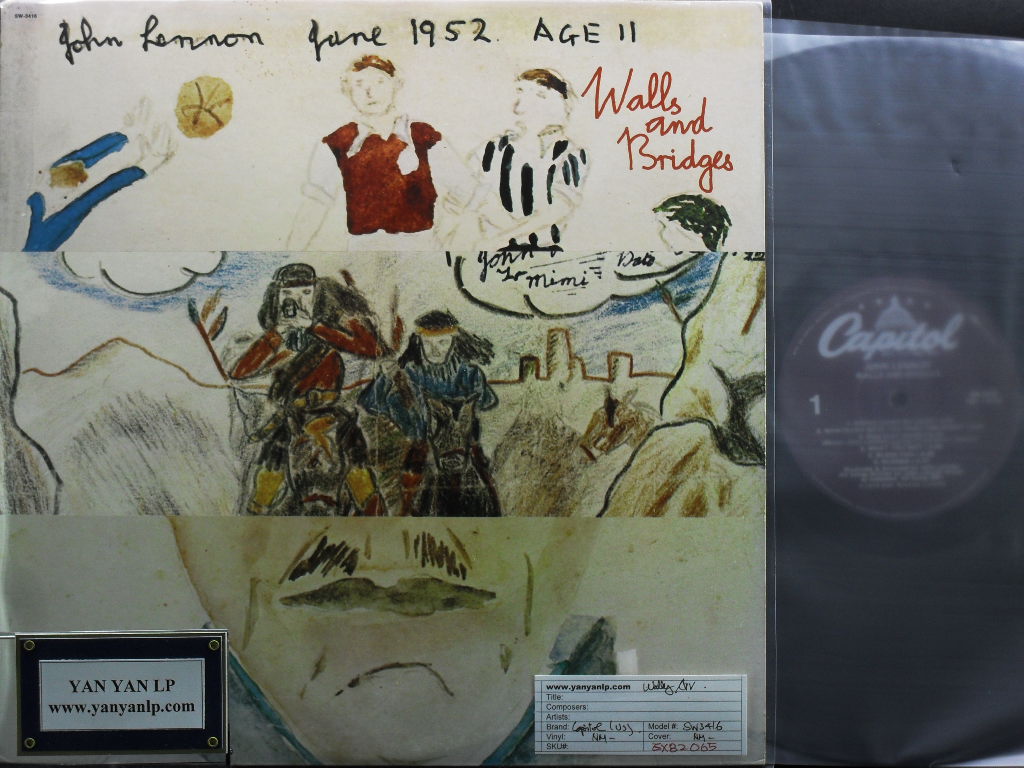 SW-3416
John Lennon June 1952. AGE 11
Walls
and
Bridges
John
To mimi
Capitol
1
YAN YAN LP
www.yanyanlp.com
www.yanyanlp.com
Title:
Composers:
Artists:
Brand: Capitol (US) Model #: SW3416
Vinyl: NM- Cover: NM-
SKU#: 5XB2065